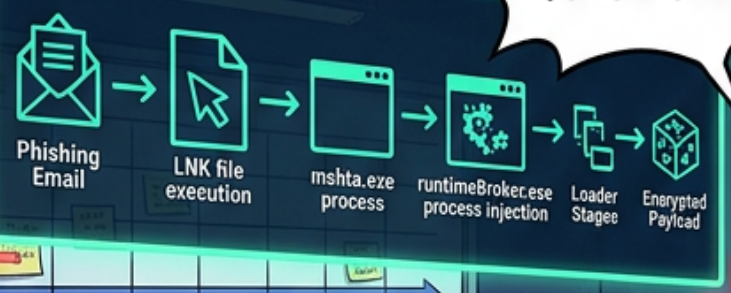 Phishing
Email
LNK file
exeeution
mshta.exe
process
runtimeBroker.ese
process injection
Loader
Stagee
Enerypted
Paylcad